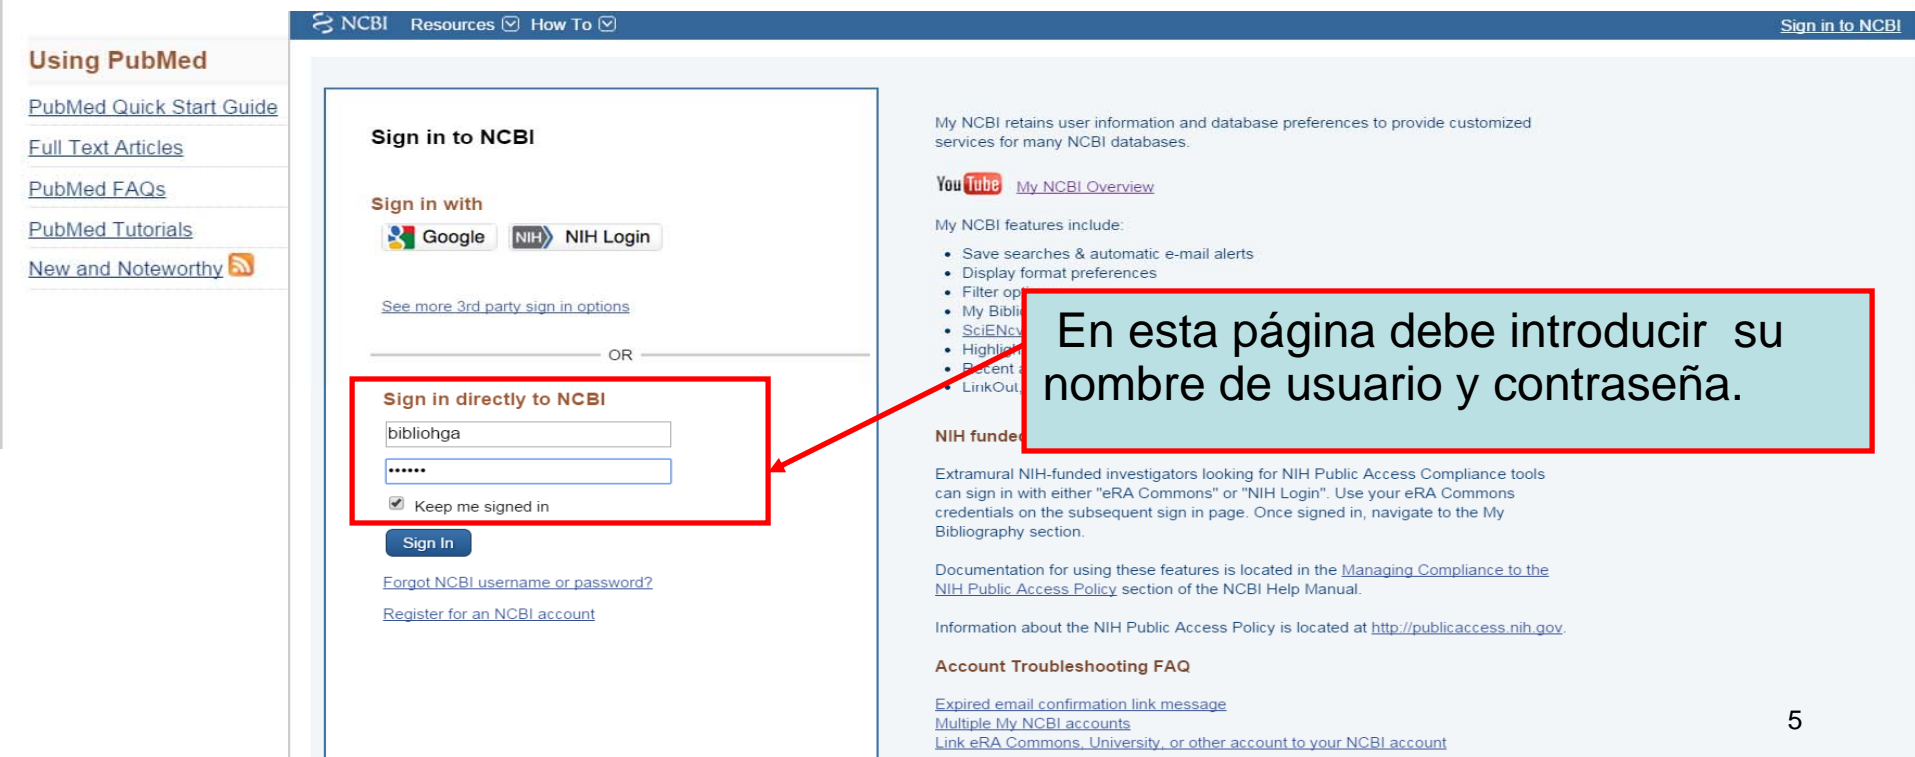 NCBI Resources How To Sign in to NCBI
Using PubMed
PubMed Quick Start Guide
Full Text Articles
PubMed FAQs
PubMed Tutorials
New and Noteworthy
Sign in to NCBI
Sign in with
Google NIH NIH Login
See more 3rd party sign in options
OR
Sign in directly to NCBI
bibliohga
••••••
Keep me signed in
Sign In
Forgot NCBI username or password?
Register for an NCBI account
My NCBI retains user information and database preferences to provide customized
services for many NCBI databases.
YouTube My NCBI Overview
My NCBI features include:
• Save searches & automatic e-mail alerts
• Display format preferences
• Filter
• My
• SciENcv
•
• Recent
• LinkOut,
En esta página debe introducir su
nombre de usuario y contraseña.
NIH funded
Extramural NIH-funded investigators looking for NIH Public Access Compliance tools
can sign in with either "eRA Commons" or "NIH Login". Use your eRA Commons
credentials on the subsequent sign in page. Once signed in, navigate to the My
Bibliography section.
Documentation for using these features is located in the Managing Compliance to the
NIH Public Access Policy section of the NCBI Help Manual.
Information about the NIH Public Access Policy is located at http://publicaccess.nih.gov.
Account Troubleshooting FAQ
Expired email confirmation link message
Multiple My NCBI accounts
Link eRA Commons, University, or other account to your NCBI account
5